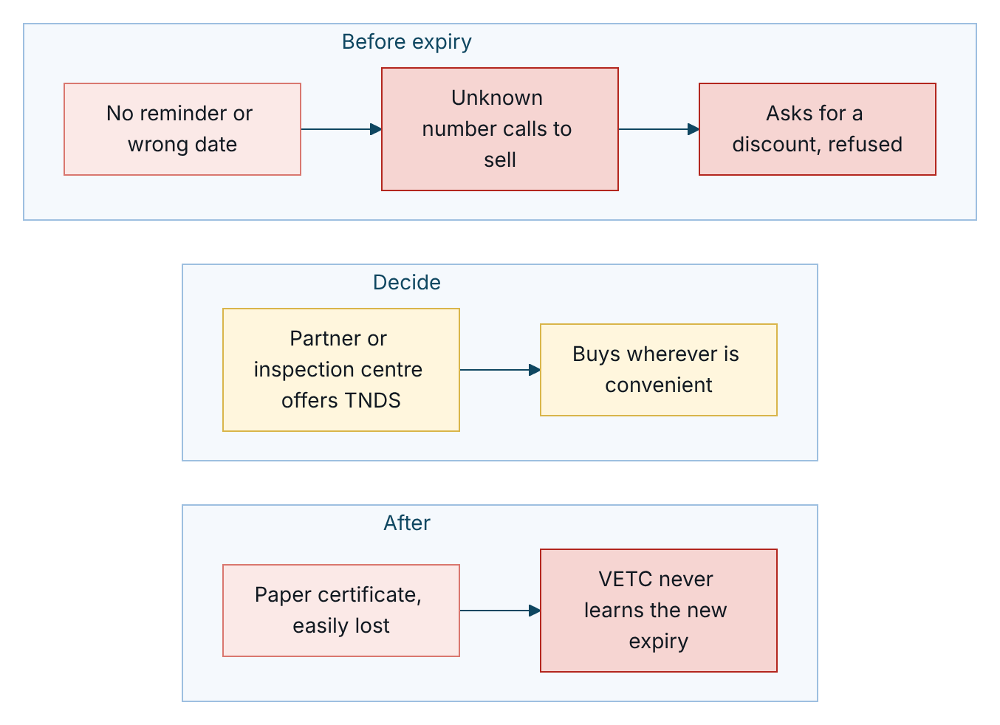 Before expiry
No reminder or
wrong date
Unknown
number calls to
sell
Asks for a
discount, refused
Decide
Partner or
inspection centre
offers TNDS
Buys wherever is
convenient
After
Paper certificate,
easily lost
VETC never
learns the new
expiry